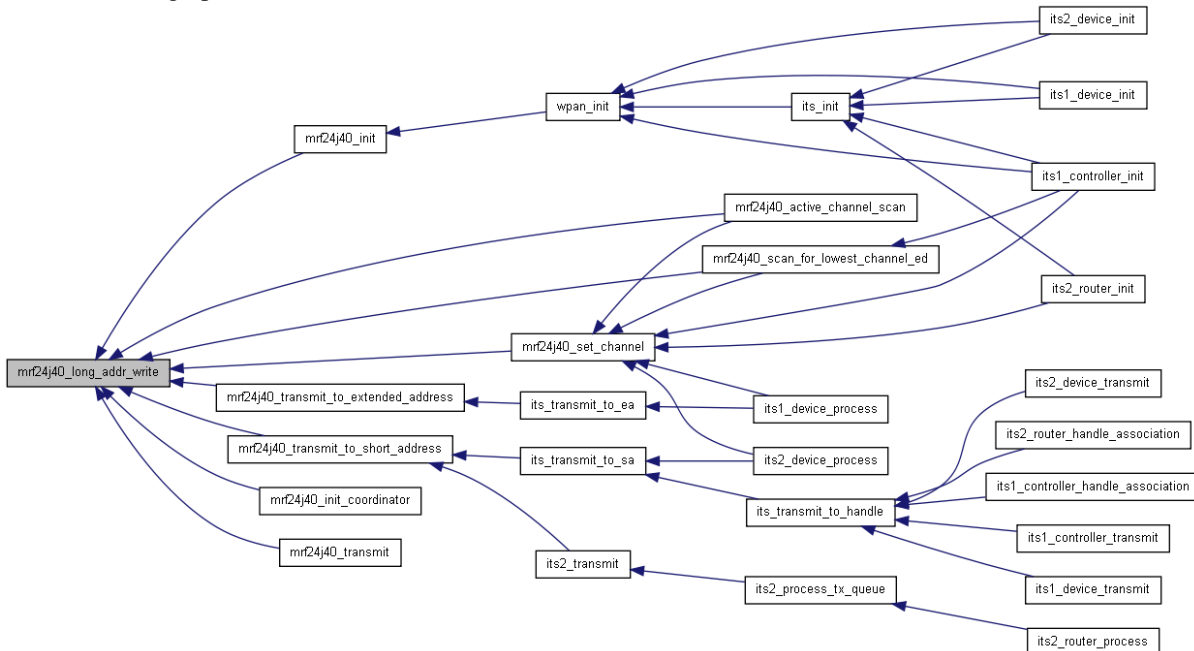 its2_device_init
its1_device_init
wpan_init
its_init
mrf24j40_init
its1_controller_init
mrf24j40_active_channel_scan
mrf24j40_scan_for_lowest_channel_ed
its2_router_init
mrf24j40_set_channel
mrf24j40_long_addr_write
its2_device_transmit
mrf24j40_transmit_to_extended_address
its_transmit_to_ea
its1_device_process
its2_router_handle_association
mrf24j40_transmit_to_short_address
its_transmit_to_sa
its2_device_process
its1_controller_handle_association
mrf24j40_init_coordinator
its_transmit_to_handle
its1_controller_transmit
mrf24j40_transmit
its2_transmit
its2_process_tx_queue
its1_device_transmit
its2_router_process